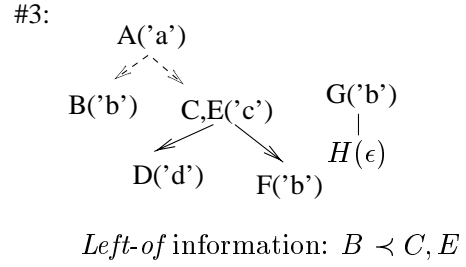 #3:
A('a')
B('b') C,E('c') G('b')
H(ϵ)
D('d') F('b')
Left-of information: B ≺ C, E